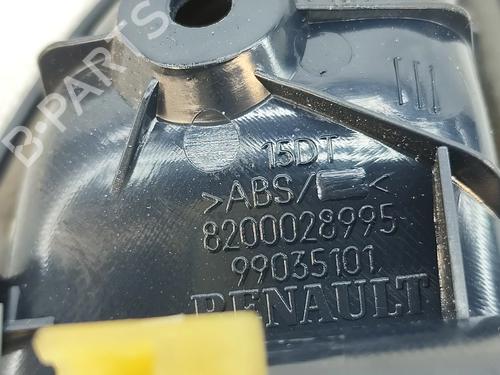 15DT
>ABS/ <
8200028995
99035101
RENAULT
B-PARTS